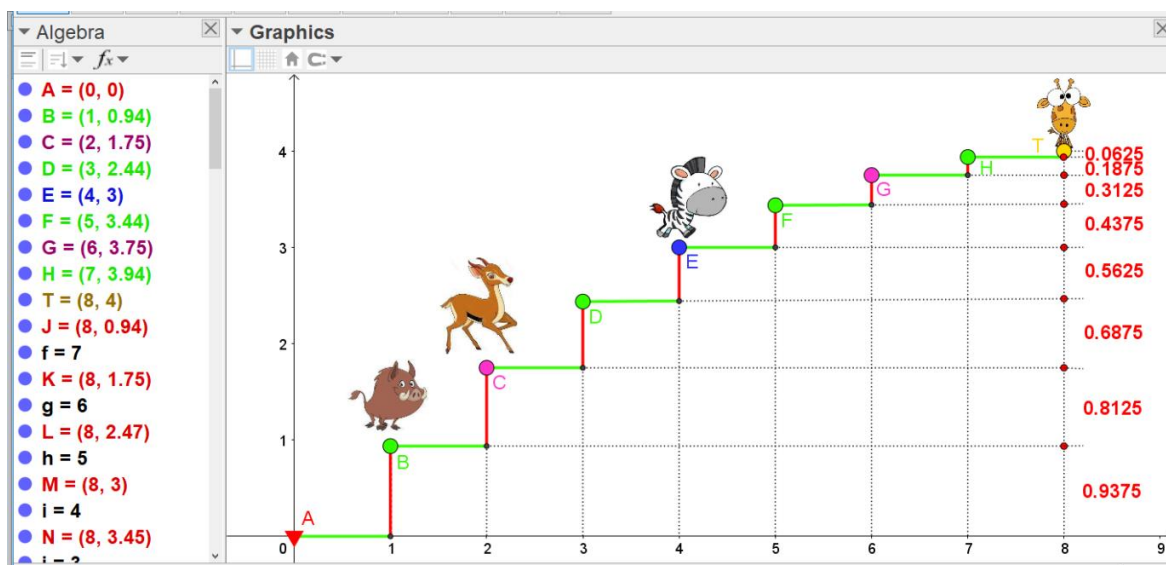 Algebra
fx
A = (0, 0)
B = (1, 0.94)
C = (2, 1.75)
D = (3, 2.44)
E = (4, 3)
F = (5, 3.44)
G = (6, 3.75)
H = (7, 3.94)
T = (8, 4)
J = (8, 0.94)
f = 7
K = (8, 1.75)
g = 6
L = (8, 2.47)
h = 5
M = (8, 3)
i = 4
N = (8, 3.45)
Graphics
4
3
2
1
0
1
2
3
4
5
6
7
8
9
A
B
C
D
E
F
G
H
T
0.0625
0.1875
0.3125
0.4375
0.5625
0.6875
0.8125
0.9375